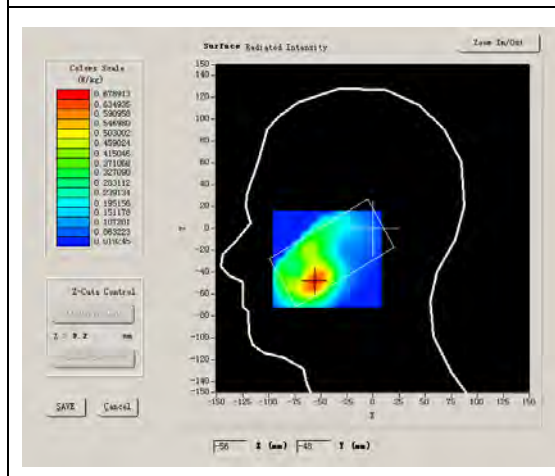 Surface Radiated Intensity
Zoom In/Out
Colors Scale
(W/kg)
0.678913
0.634935
0.590958
0.546980
0.503002
0.459024
0.415046
0.371068
0.327090
0.283112
0.239134
0.195156
0.151178
0.107201
0.063223
0.019245
150
120
100
80
60
40
20
0
-20
-40
-60
-80
-100
-120
-140
-150
Y
-150 -125 -100 -75 -50 -25 0 25 50 75 100 125 150
X
Z-Cuts Control
Z = 9.2 mm
SAVE
Cancel
-56 X (mm) -48 Y (mm)